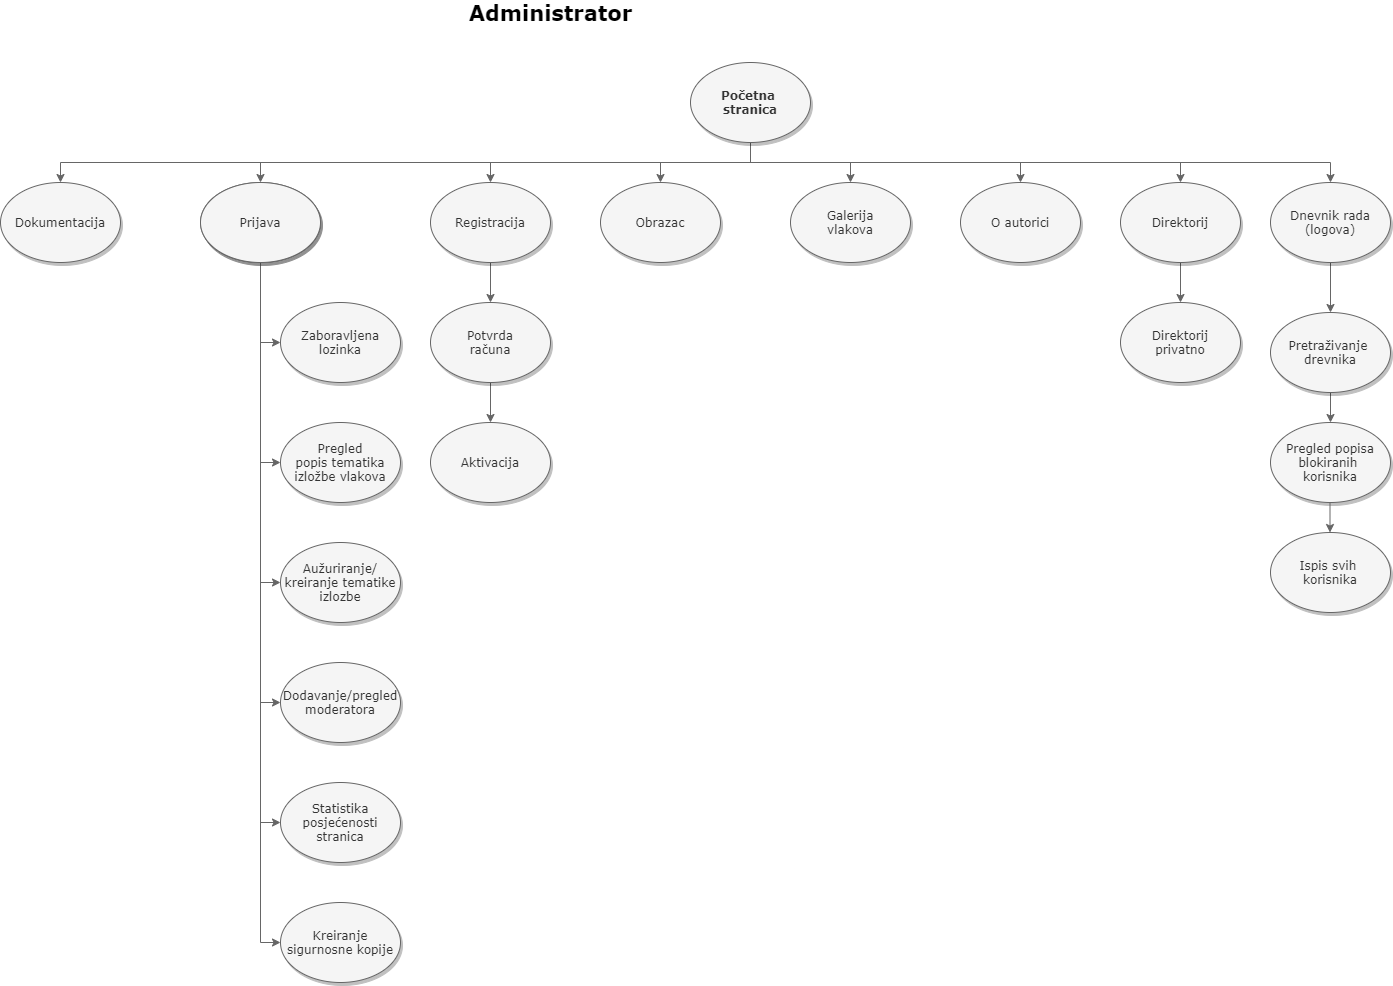 Administrator
Početna
stranica
Dokumentacija
Prijava
Registracija
Obrazac
Galerija
vlakova
O autorici
Direktorij
Dnevnik rada
(logova)
Zaboravljena
lozinka
Potvrda
računa
Direktorij
privatno
Pretraživanje
drevnika
Pregled
popis tematika
izložbe vlakova
Aktivacija
Pregled popisa
blokiranih
korisnika
Aužuriranje/
kreiranje tematike
izlozbe
Ispis svih
korisnika
Dodavanje/pregled
moderatora
Statistika
posjećenosti
stranica
Kreiranje
sigurnosne kopije